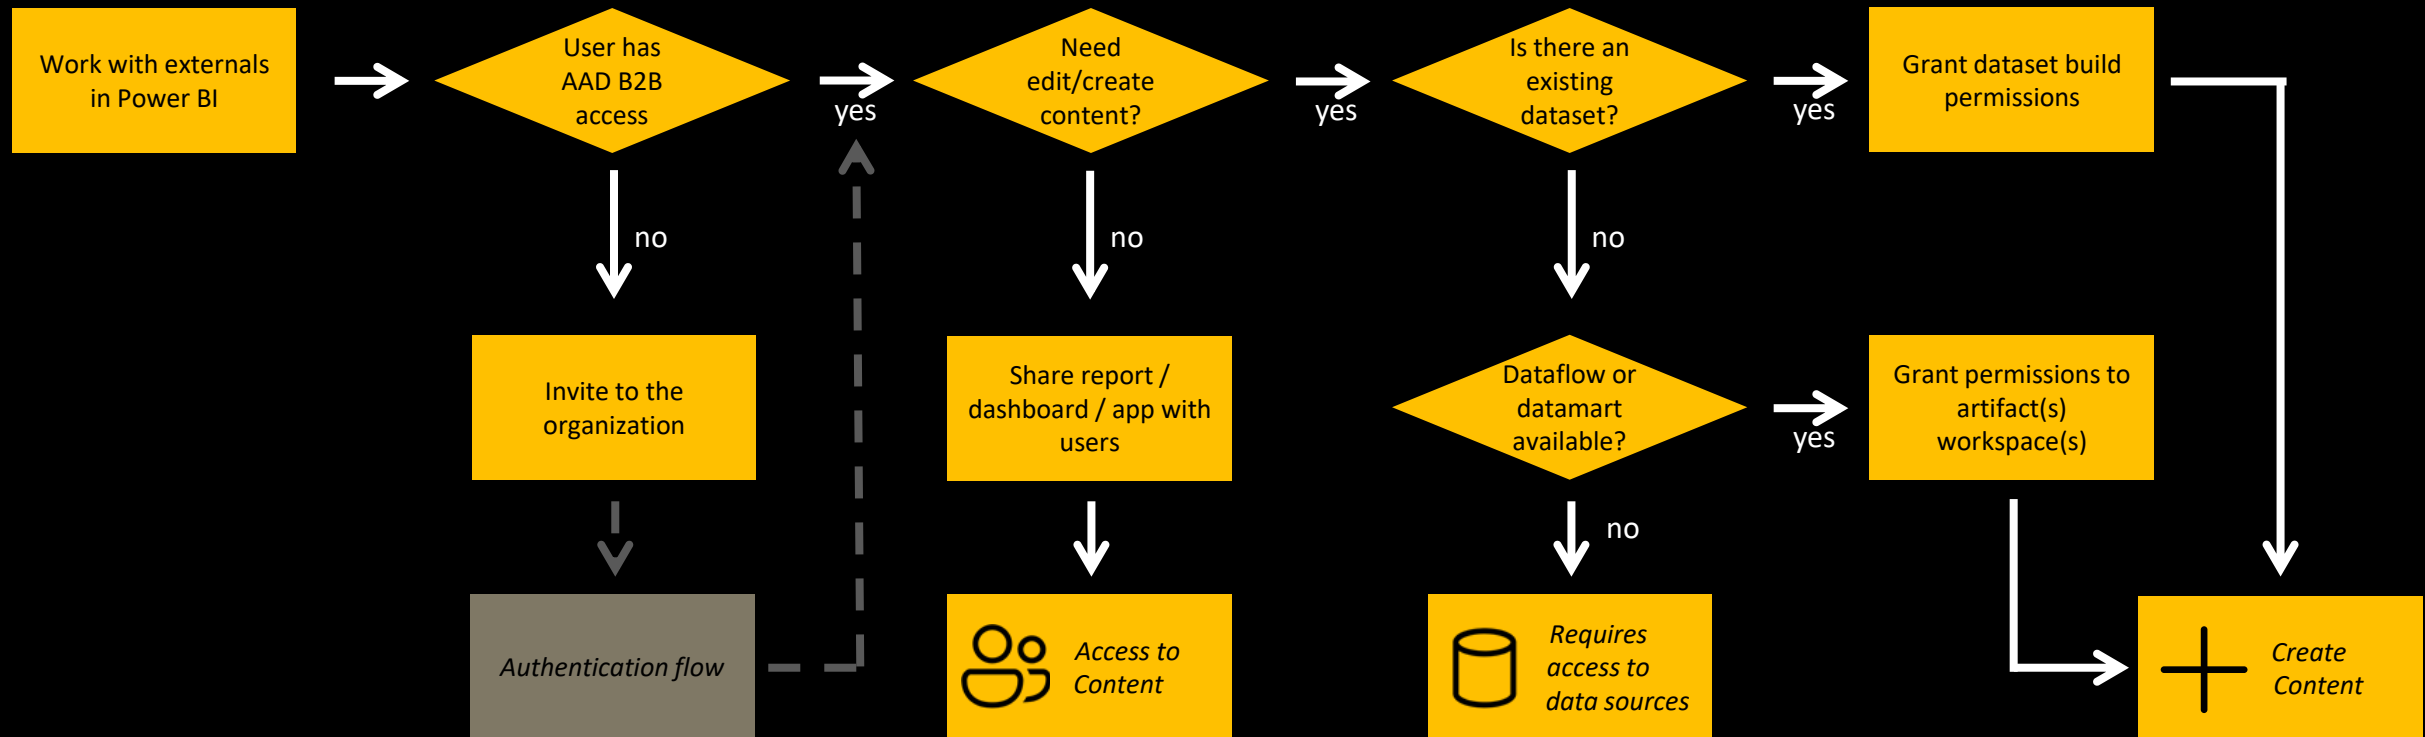 Work with externals
in Power BI
User has
AAD B2B
access
yes
Need
edit/create
content?
yes
Is there an
existing
dataset?
yes
Grant dataset build
permissions
no
no
no
Invite to the
organization
Share report /
dashboard / app with
users
Dataflow or
datamart
available?
yes
Grant permissions to
artifact(s)
workspace(s)
no
Authentication flow
Access to
Content
Requires
access to
data sources
Create
Content